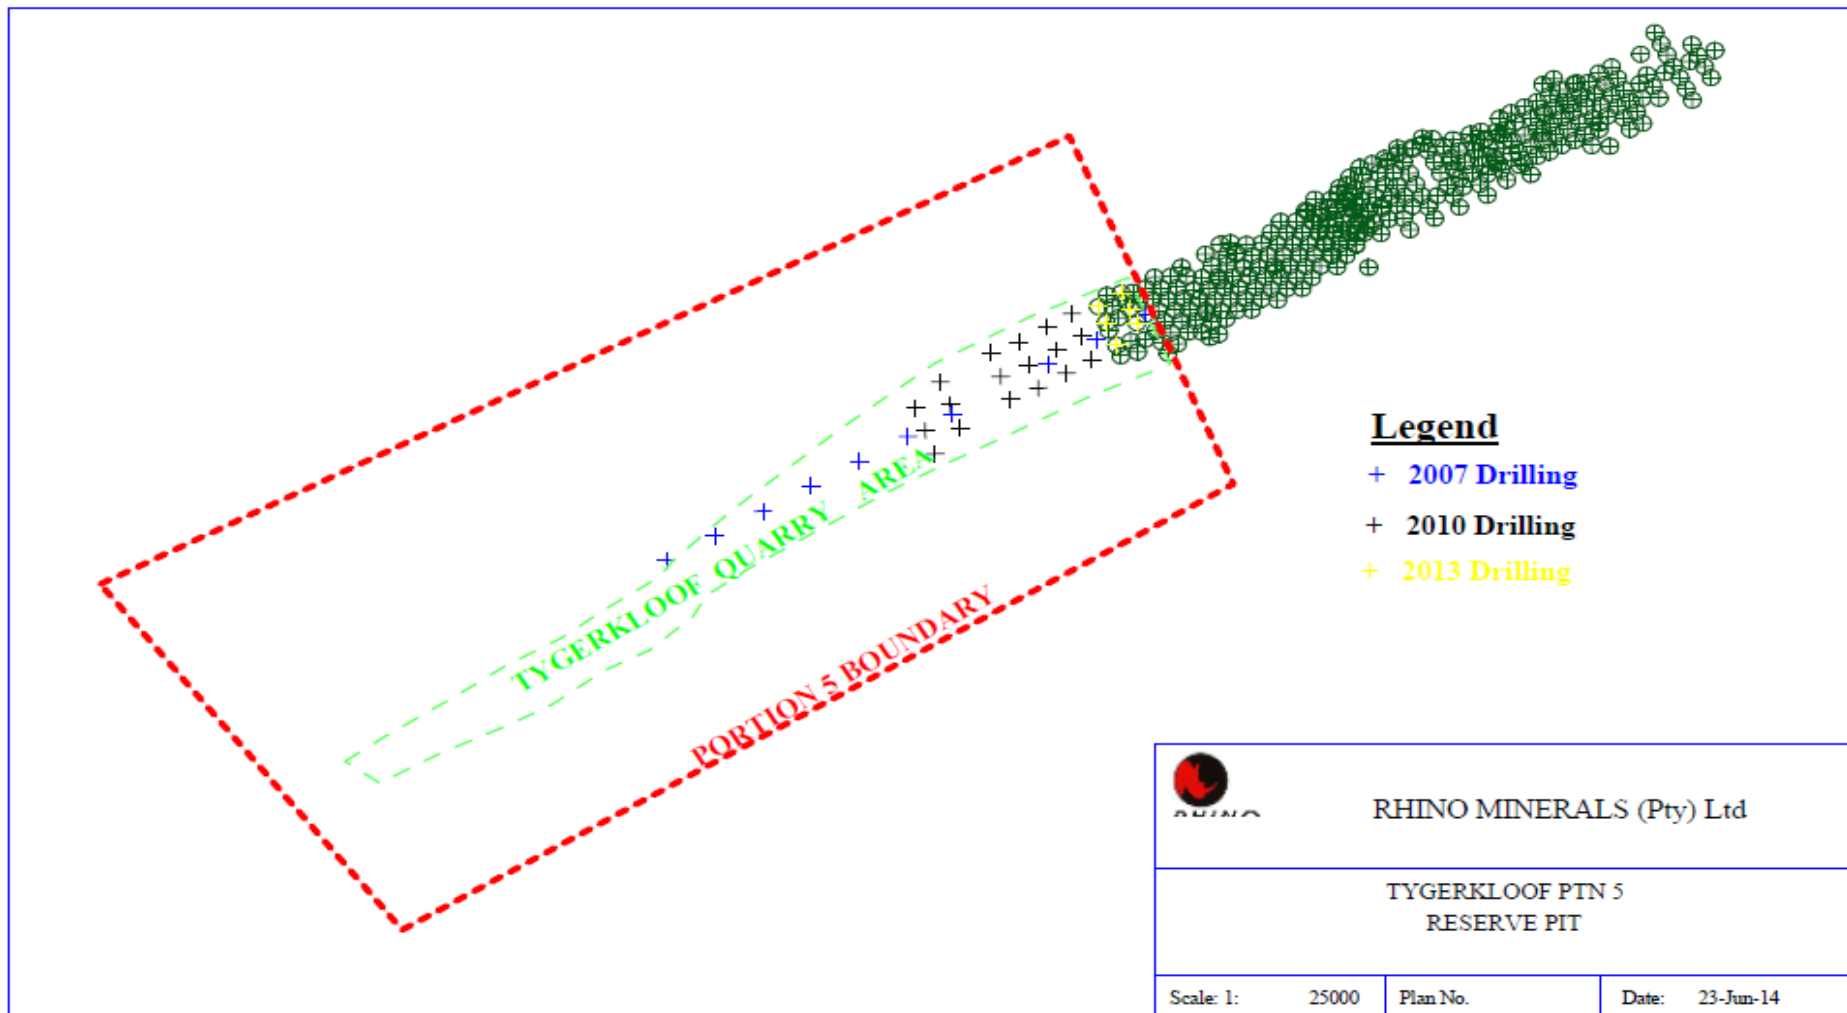 TYGERKLOOF QUARRY AREA
PORTION 5 BOUNDARY
Legend
+ 2007 Drilling
+ 2010 Drilling
+ 2013 Drilling
RHINO
RHINO MINERALS (Pty) Ltd
TYGERKLOOF PTN 5
RESERVE PIT
Scale: 1: 25000
Plan No.
Date: 23-Jun-14